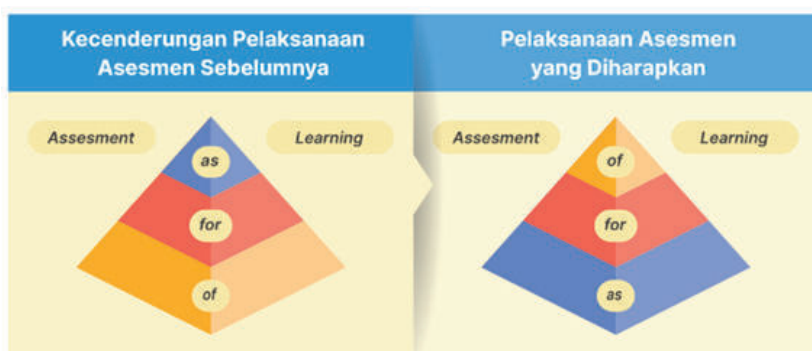 Kecenderungan Pelaksanaan
Asesmen Sebelumnya
Assesment
Learning
as
for
of
Pelaksanaan Asesmen
yang Diharapkan
Assesment
Learning
of
for
as